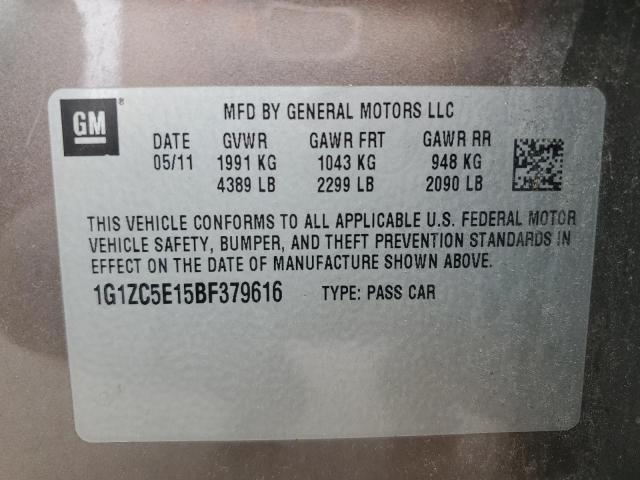 GM ®
MFD BY GENERAL MOTORS LLC
DATE GVWR GAWR FRT GAWR RR
05/11 1991 KG 1043 KG 948 KG
4389 LB 2299 LB 2090 LB
THIS VEHICLE CONFORMS TO ALL APPLICABLE U.S. FEDERAL MOTOR
VEHICLE SAFETY, BUMPER, AND THEFT PREVENTION STANDARDS IN
EFFECT ON THE DATE OF MANUFACTURE SHOWN ABOVE.
1G1ZC5E15BF379616 TYPE: PASS CAR